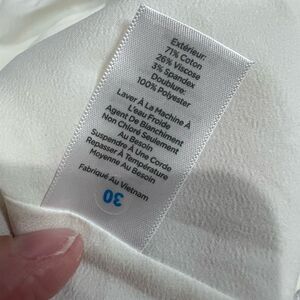 Extérieur:
71% Coton
26% Viscose
3% Spandex
Doublure:
100% Polyester
Laver À La Machine À
L'eau Froide
Agent De Blanchiment
Non Chloré Seulement
Au Besoin
Suspendre À Une Corde
Repasser À Température
Moyenne Au Besoin
Fabriqué Au Vietnam
30